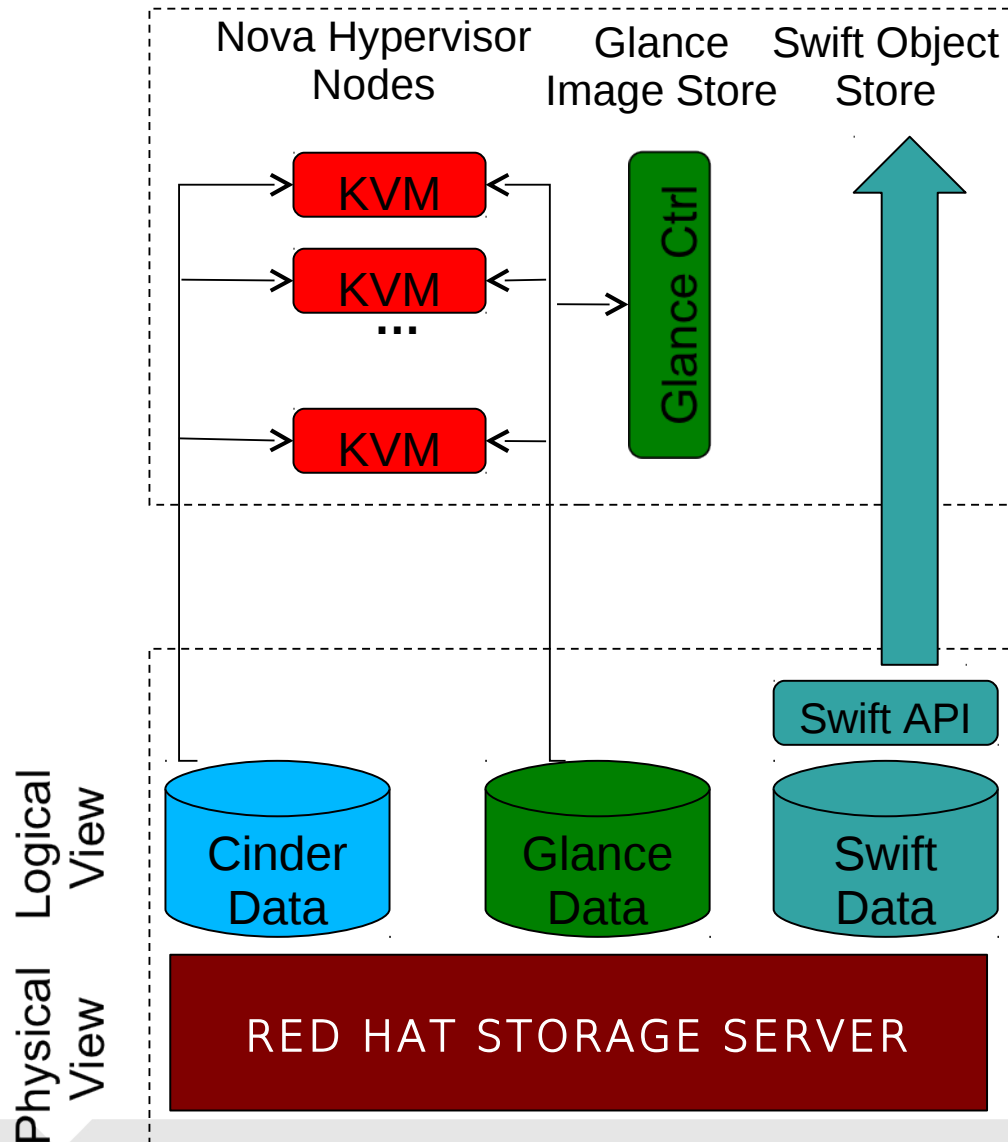 Nova Hypervisor
Nodes
Glance
Image Store
Swift Object
Store
KVM
KVM
...
KVM
Glance Ctrl
Swift API
Logical
View
Cinder
Data
Glance
Data
Swift
Data
Physical
View
RED HAT STORAGE SERVER